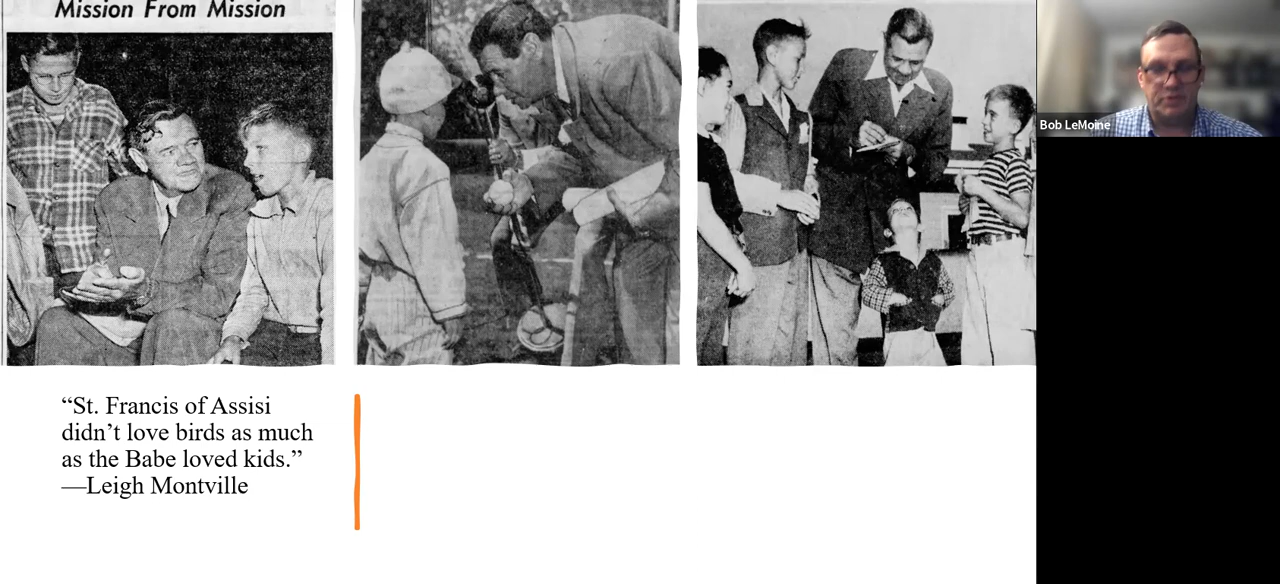 Mission From Mission
Bob LeMoine
“St. Francis of Assisi
didn’t love birds as much
as the Babe loved kids.”
—Leigh Montville